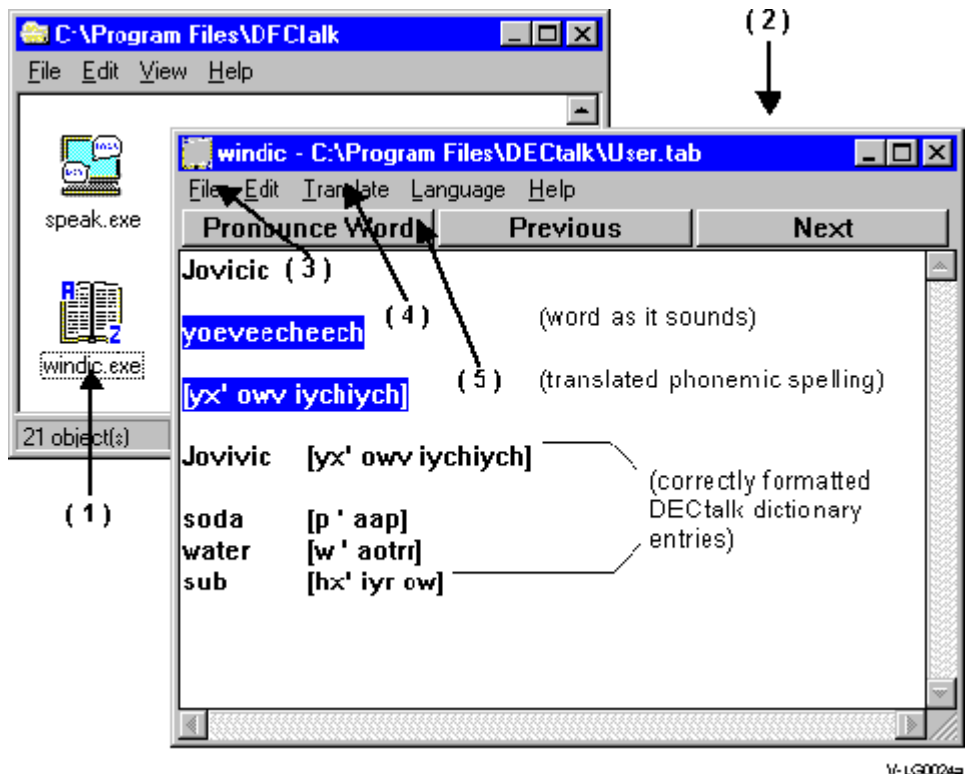 C:\Program Files\DECtalk
File Edit View Help
speak.exe
windic.exe
21 object(s)
( 1 )
( 2 )
windic - C:\Program Files\DECtalk\User.tab
File Edit Translate Language Help
Pronounce Word Previous Next
Jovicic ( 3 )
yoeveecheech ( 4 ) (word as it sounds)
[yx' owv iychiych] ( 5 ) (translated phonemic spelling)
Jovivic [yx' owv iychiych]
(correctly formatted
DECtalk dictionary
entries)
soda [p ' aap]
water [w ' aotrr]
sub [hx' iyr ow]